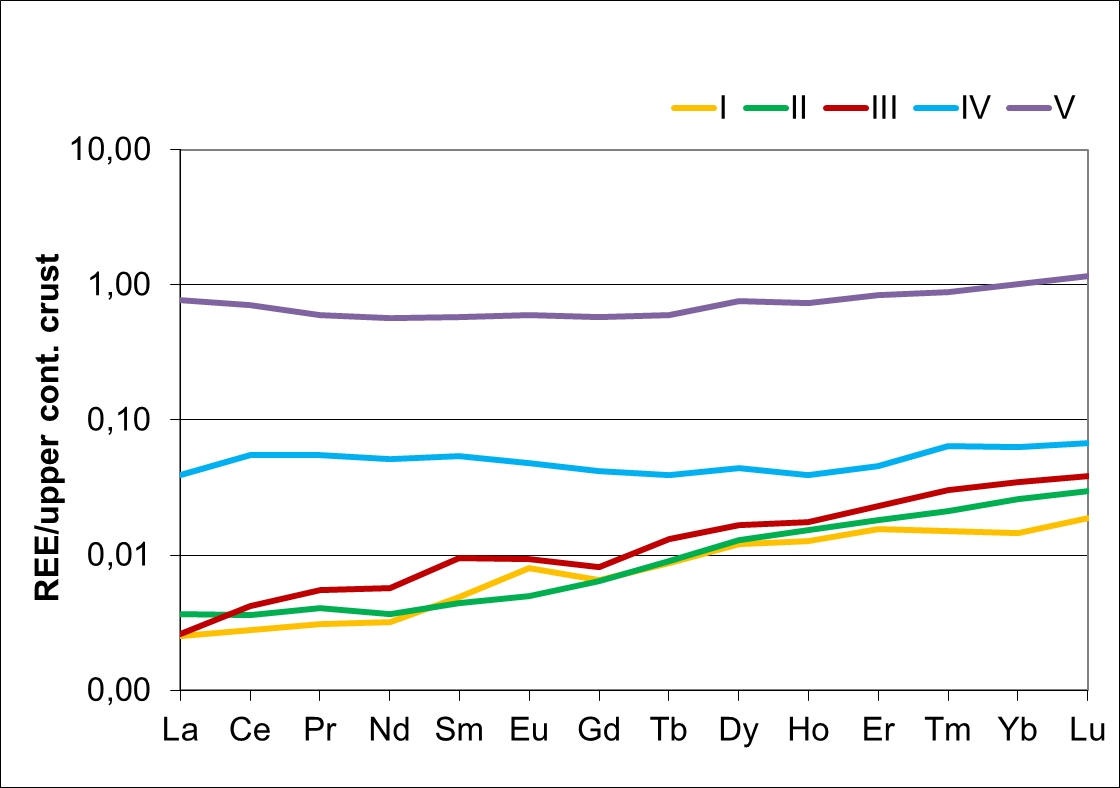 I II III IV V
10,00
1,00
0,10
0,01
0,00
REE/upper cont. crust
La Ce Pr Nd Sm Eu Gd Tb Dy Ho Er Tm Yb Lu